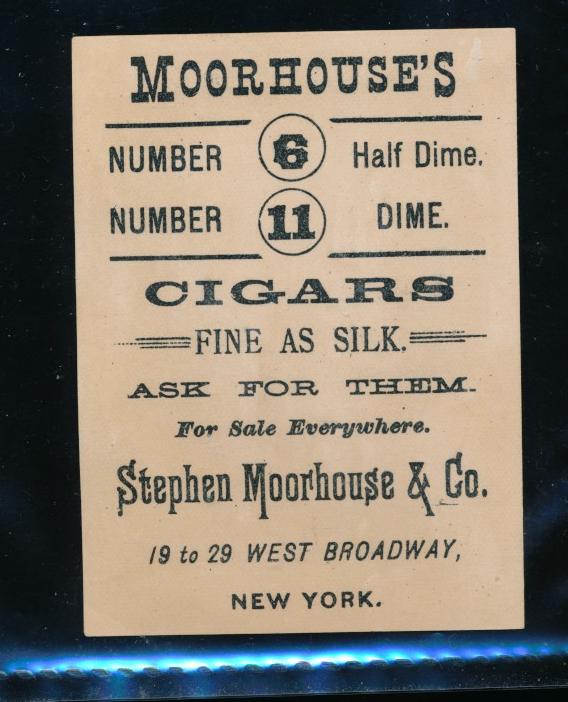 MOORHOUSE'S
NUMBER 6 Half Dime.
NUMBER 11 DIME.
CIGARS
FINE AS SILK.
ASK FOR THEM.
For Sale Everywhere.
Stephen Moorhouse & Co.
19 to 29 WEST BROADWAY,
NEW YORK.